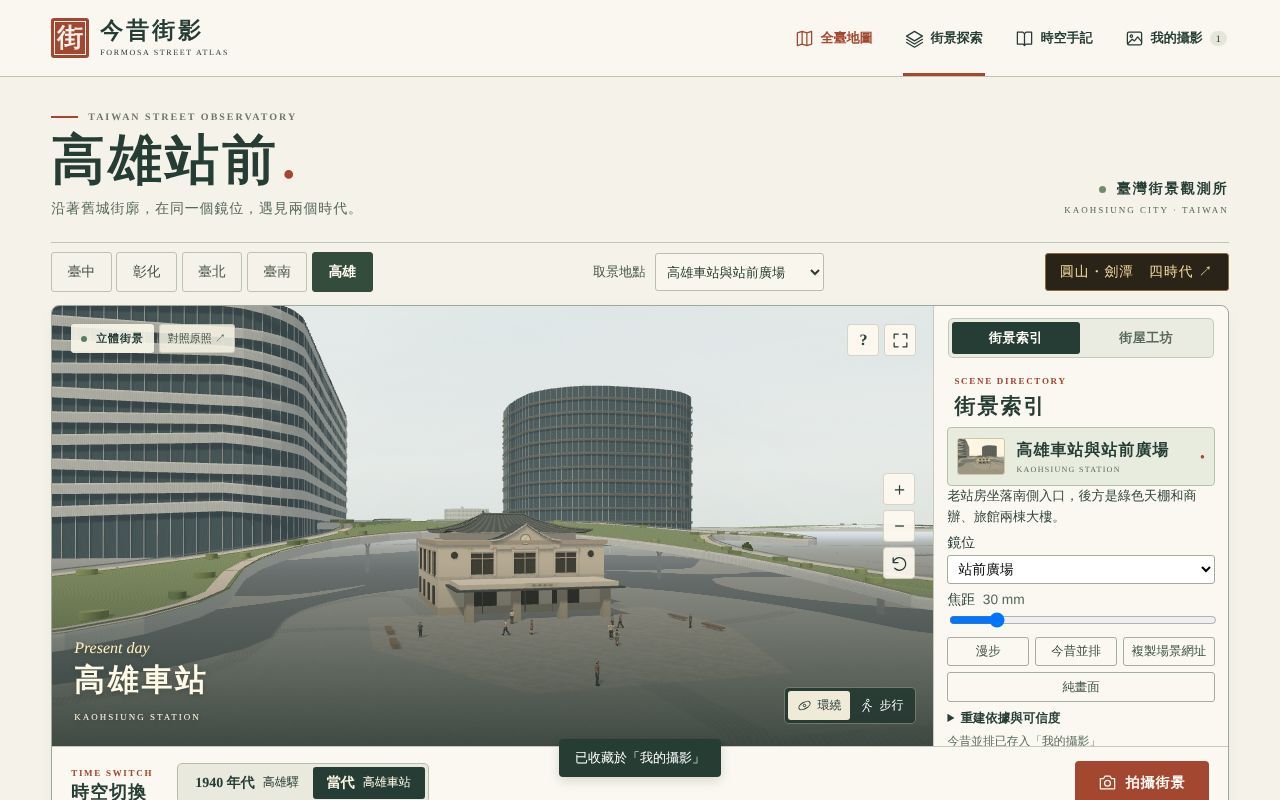 街
今昔街影
FORMOSA STREET ATLAS
全臺地圖
街景探索
時空手記
我的攝影 1
TAIWAN STREET OBSERVATORY
高雄站前.
沿著舊城街廓，在同一個鏡位，遇見兩個時代。
臺灣街景觀測所
KAOHSIUNG CITY · TAIWAN
臺中
彰化
臺北
臺南
高雄
取景地點
高雄車站與站前廣場
圓山・劍潭 四時代 ↗
立體街景
對照原照 ↗
?
+
−
Present day
高雄車站
KAOHSIUNG STATION
環繞
步行
街景索引
街屋工坊
SCENE DIRECTORY
街景索引
高雄車站與站前廣場
KAOHSIUNG STATION
老站房坐落南側入口，後方是綠色天棚和商
辦、旅館兩棟大樓。
鏡位
站前廣場
焦距 30 mm
漫步
今昔並排
複製場景網址
純畫面
重建依據與可信度
今昔並排已存入「我的攝影」
已收藏於「我的攝影」
TIME SWITCH
時空切換
1940 年代 高雄驛
當代 高雄車站
拍攝街景